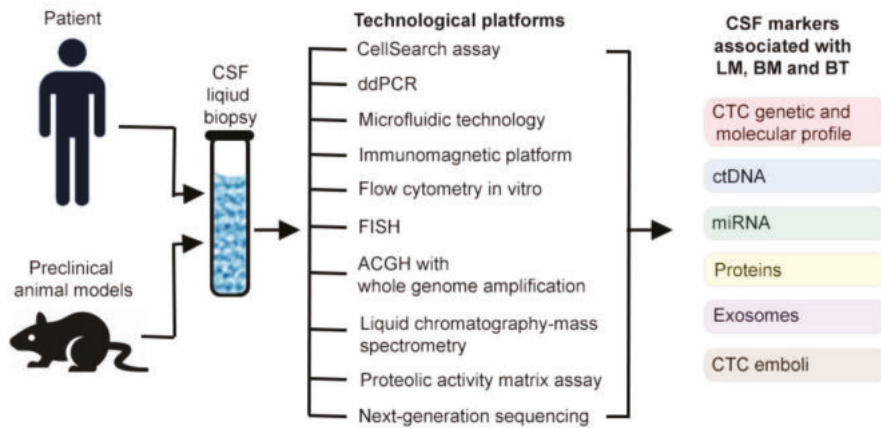 Patient
Preclinical
animal models
CSF
liqiud
biopsy
Technological platforms
CellSearch assay
ddPCR
Microfluidic technology
Immunomagnetic platform
Flow cytometry in vitro
FISH
ACGH with
whole genome amplification
Liquid chromatography-mass
spectrometry
Proteolic activity matrix assay
Next-generation sequencing
CSF markers
associated with
LM, BM and BT
CTC genetic and
molecular profile
ctDNA
miRNA
Proteins
Exosomes
CTC emboli